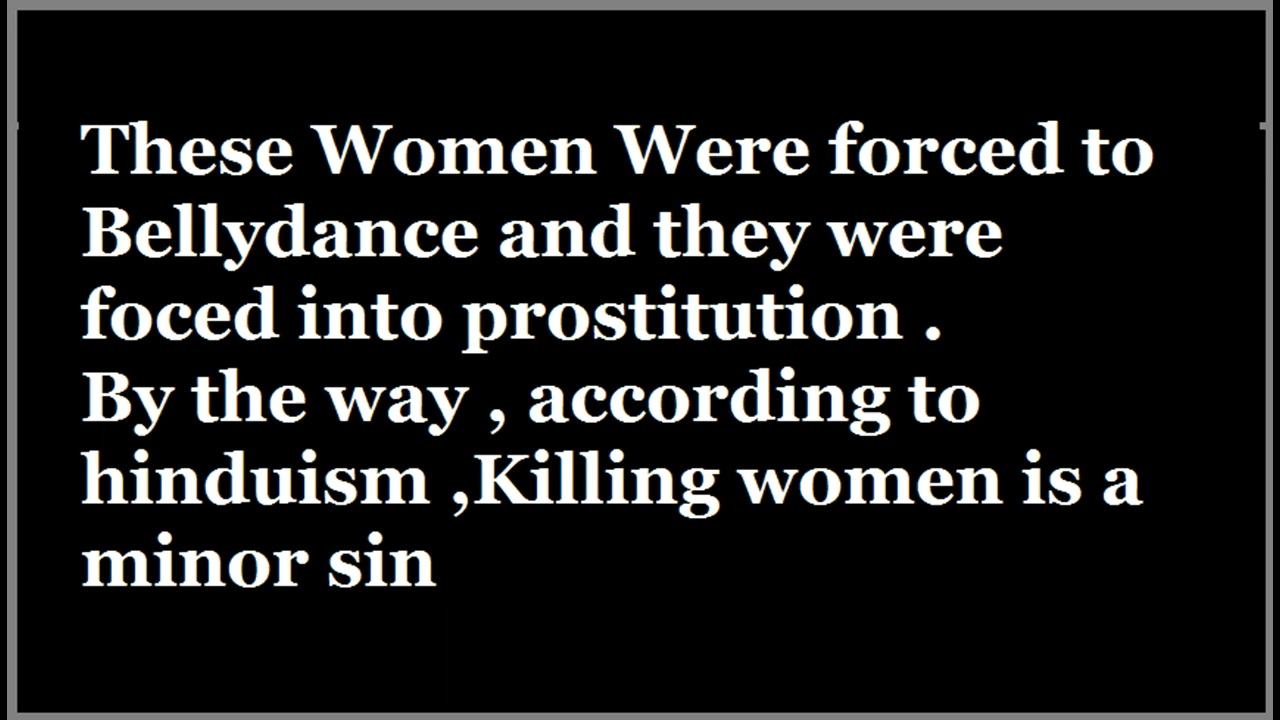 These Women Were forced to
Bellydance and they were
foced into prostitution .
By the way , according to
hinduism ,Killing women is a
minor sin